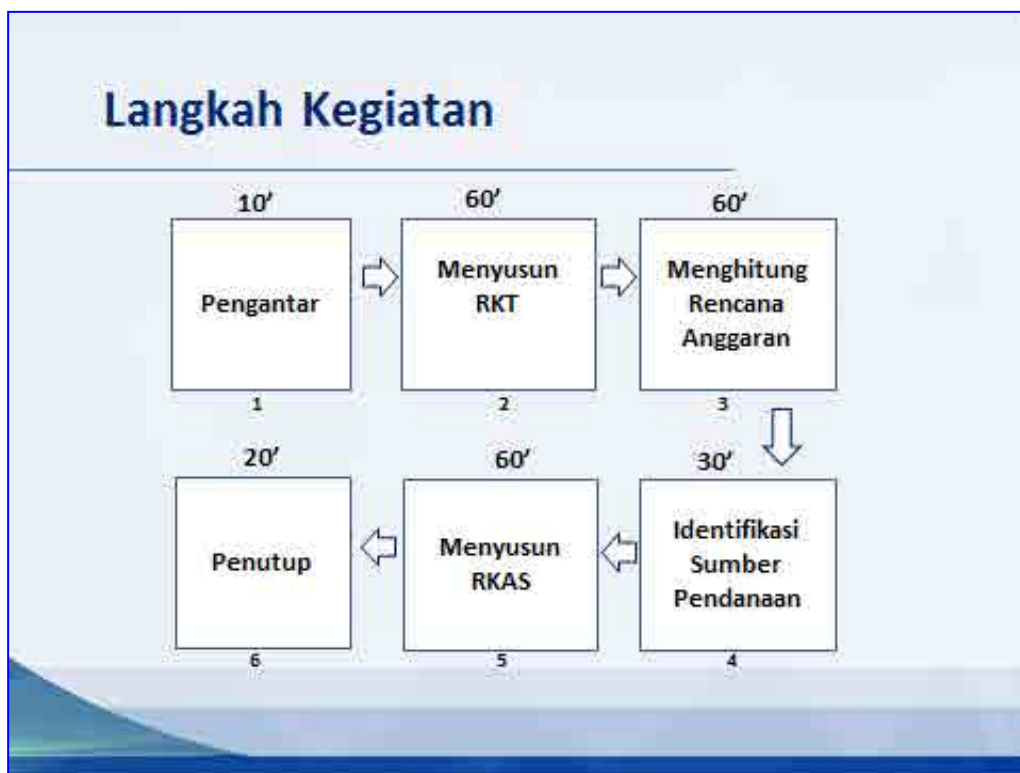 Langkah Kegiatan
10’
60’
60’
Pengantar
Menyusun
RKT
Menghitung
Rencana
Anggaran
1
2
3
20’
60’
30’
Penutup
Menyusun
RKAS
Identifikasi
Sumber
Pendanaan
6
5
4